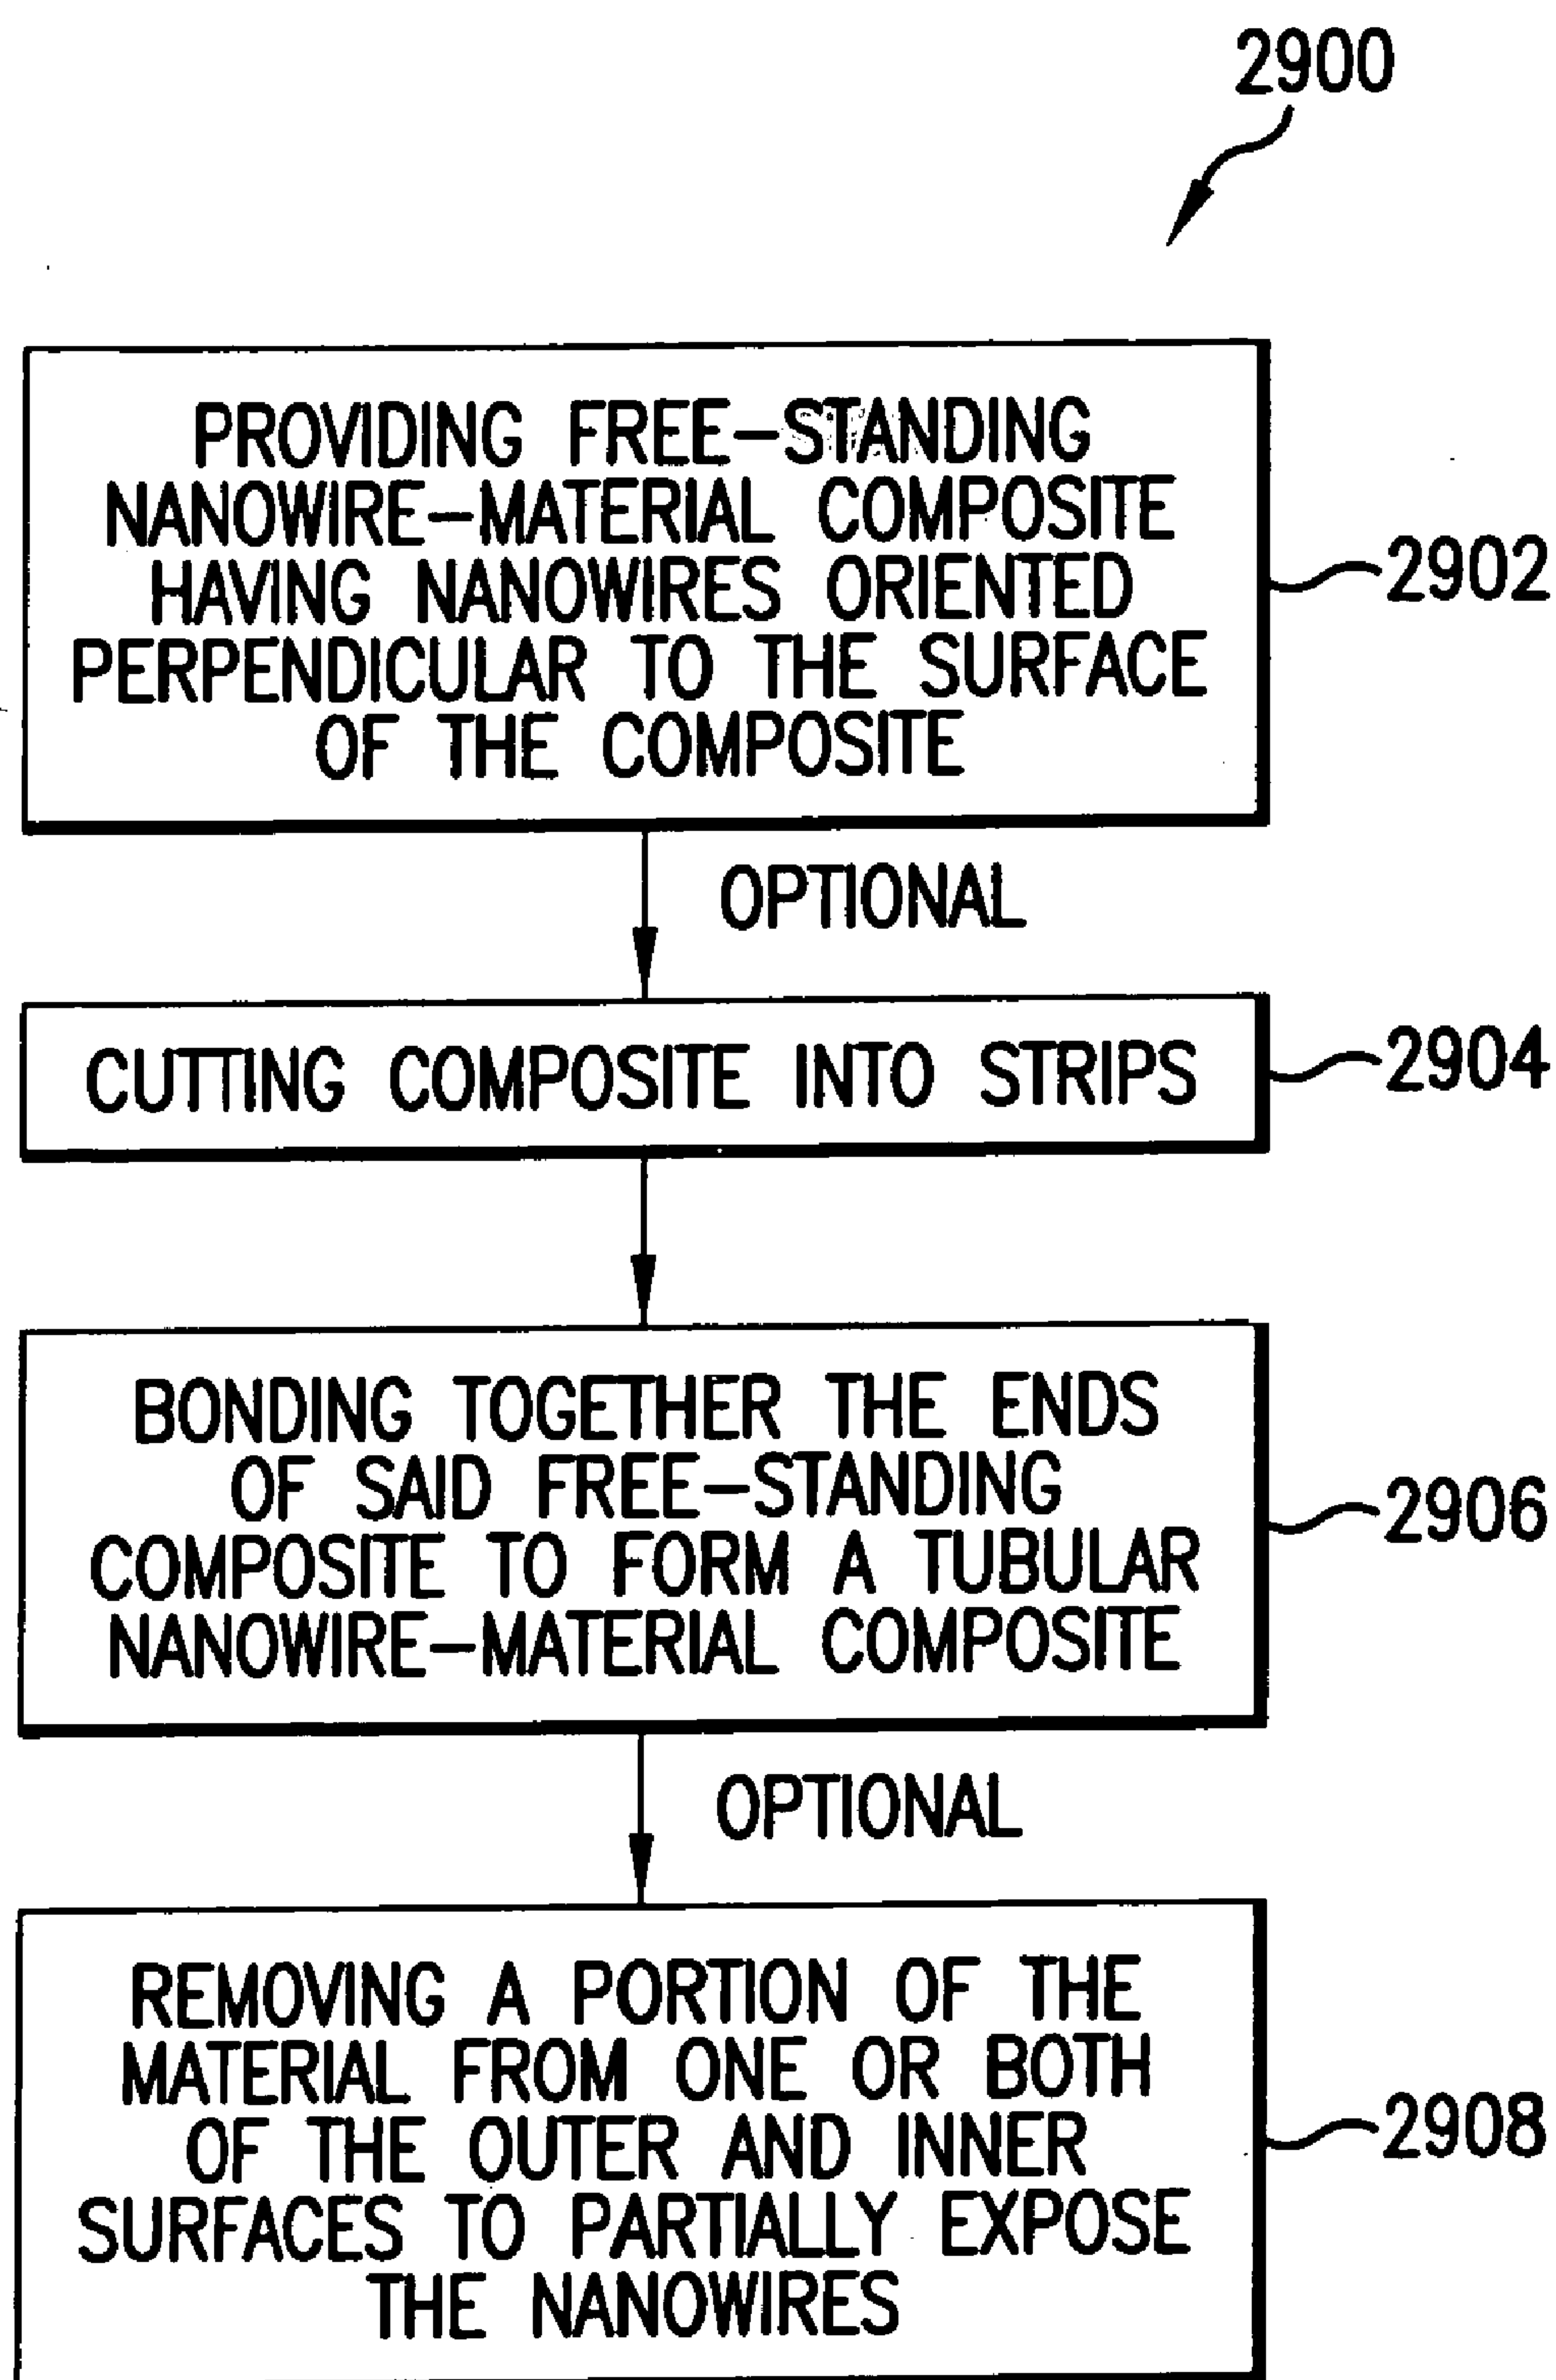 2900
PROVIDING FREE-STANDING
NANOWIRE-MATERIAL COMPOSITE
HAVING NANOWIRES ORIENTED
PERPENDICULAR TO THE SURFACE
OF THE COMPOSITE
2902
OPTIONAL
CUTTING COMPOSITE INTO STRIPS
2904
BONDING TOGETHER THE ENDS
OF SAID FREE-STANDING
COMPOSITE TO FORM A TUBULAR
NANOWIRE-MATERIAL COMPOSITE
2906
OPTIONAL
REMOVING A PORTION OF THE
MATERIAL FROM ONE OR BOTH
OF THE OUTER AND INNER
SURFACES TO PARTIALLY EXPOSE
THE NANOWIRES
2908